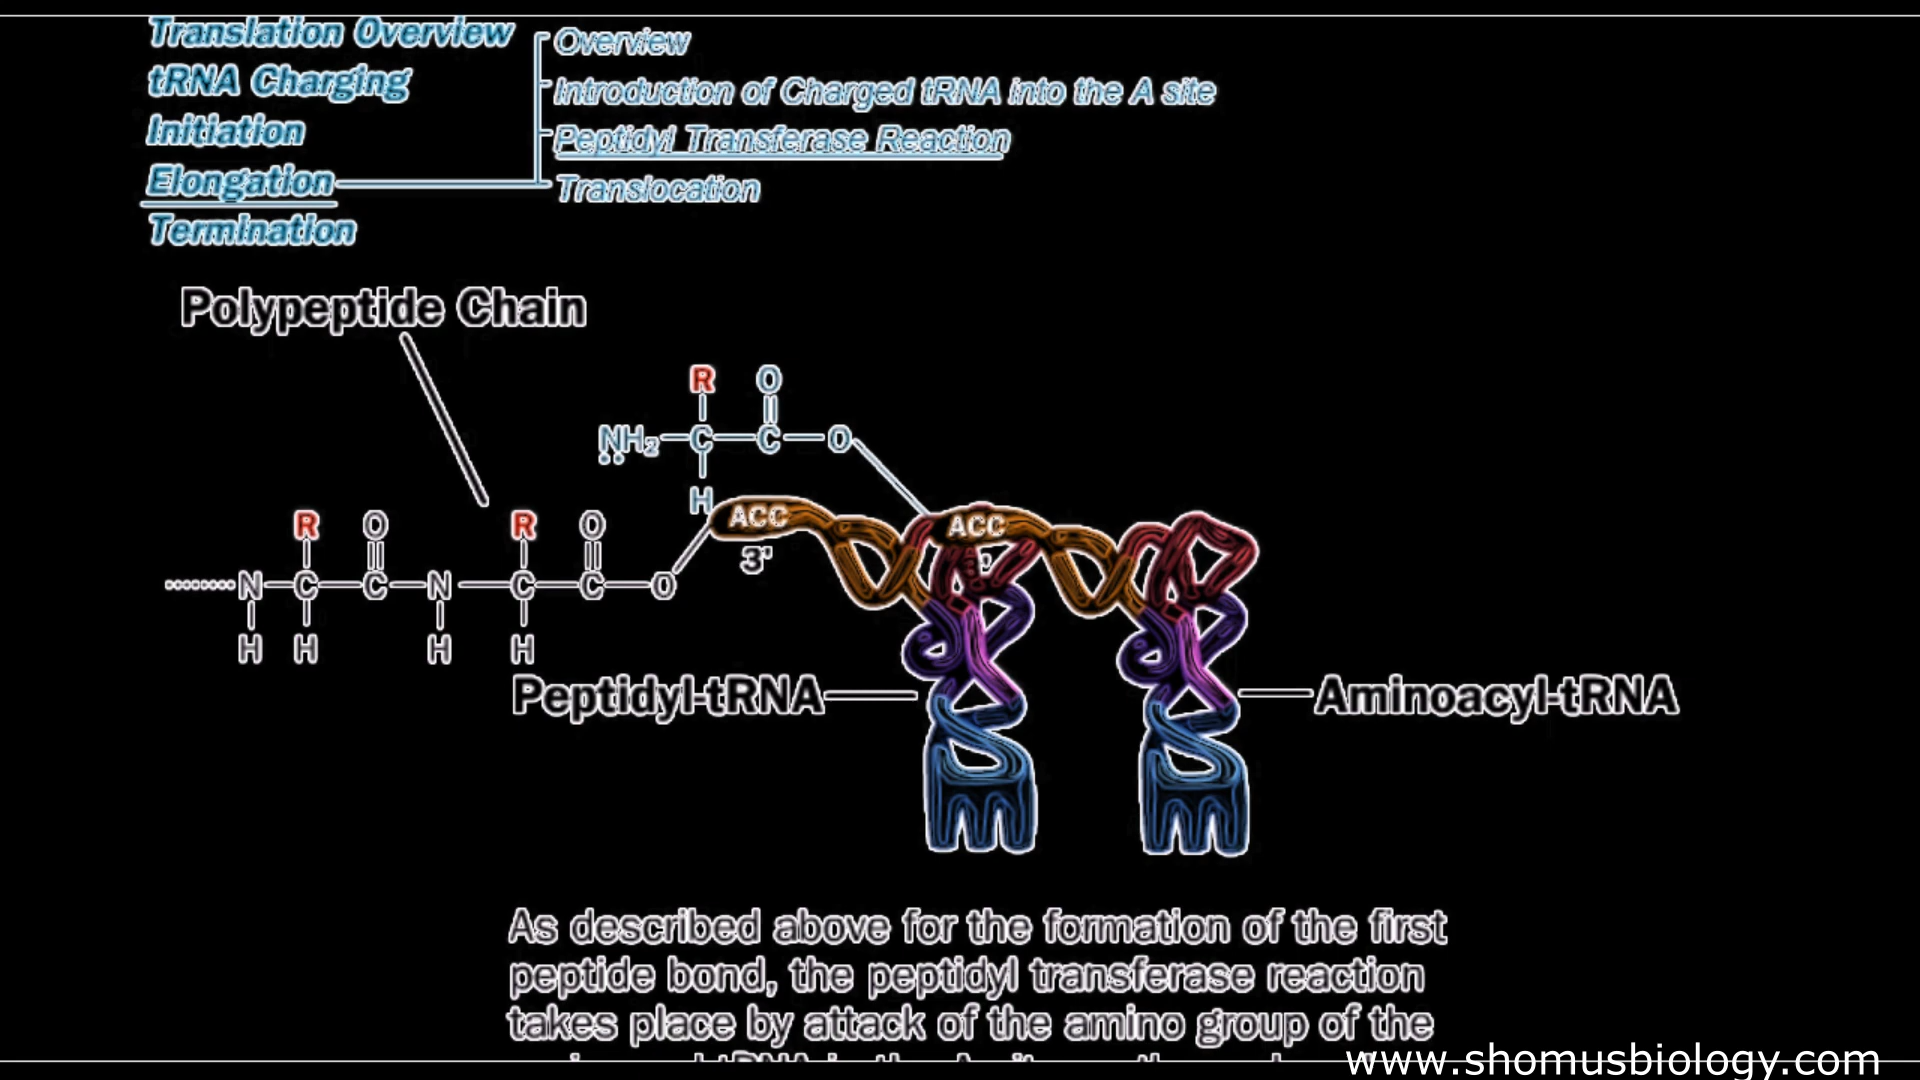 Translation Overview
tRNA Charging
Initiation
Elongation
Termination
Overview
Introduction of Charged tRNA into the A site
Peptidyl Transferase Reaction
Translocation
Polypeptide Chain
R O
NH2 C C O
H
ACC ACC
3'
R O R O
N C C N C C O
H H H H
Peptidyl-tRNA
Aminoacyl-tRNA
As described above for the formation of the first
peptide bond, the peptidyl transferase reaction
takes place by attack of the amino group of the
www.shomusbiology.com